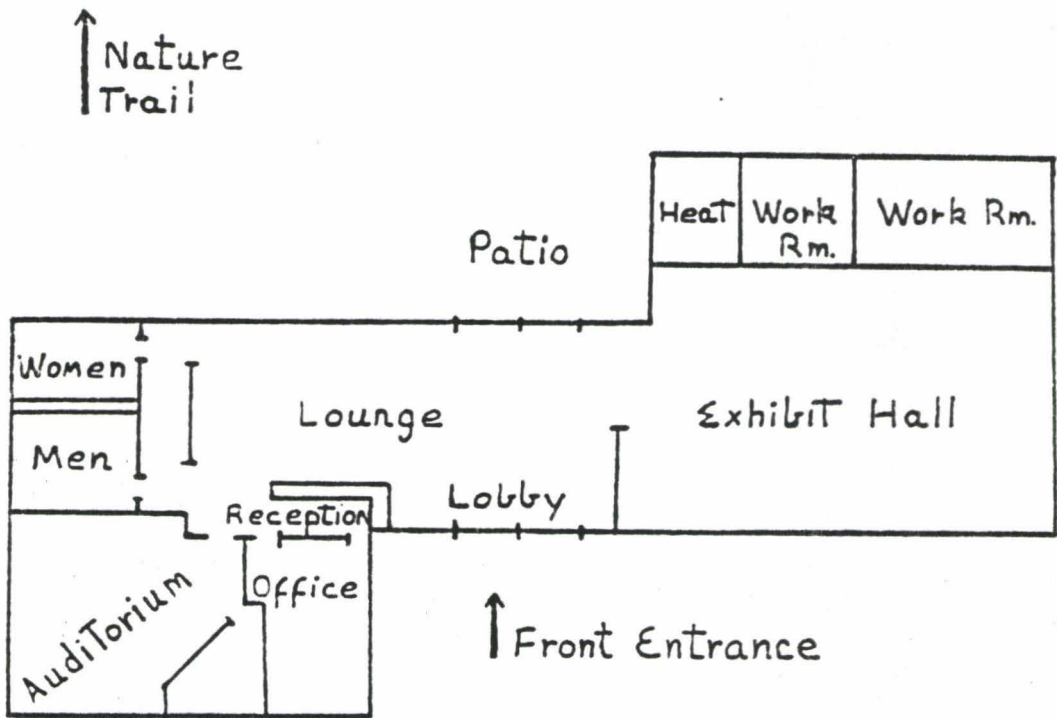 Nature
Trail
Heat
Work
Rm.
Work Rm.
Patio
Women
Men
Lounge
Exhibit Hall
Lobby
Reception
Office
Auditorium
Front Entrance